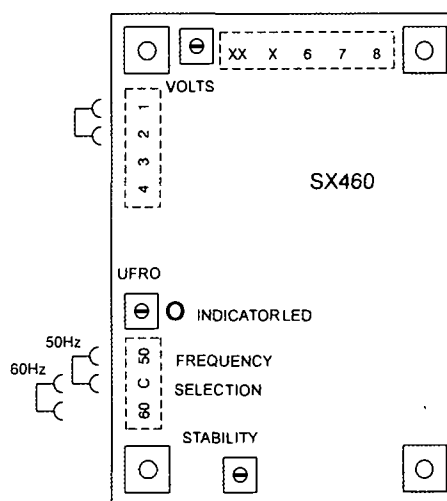 XX X 6 7 8
VOLTS
1
2
3
4
SX460
UFRO
INDICATOR LED
50Hz
60Hz
50 FREQUENCY
C SELECTION
60
STABILITY